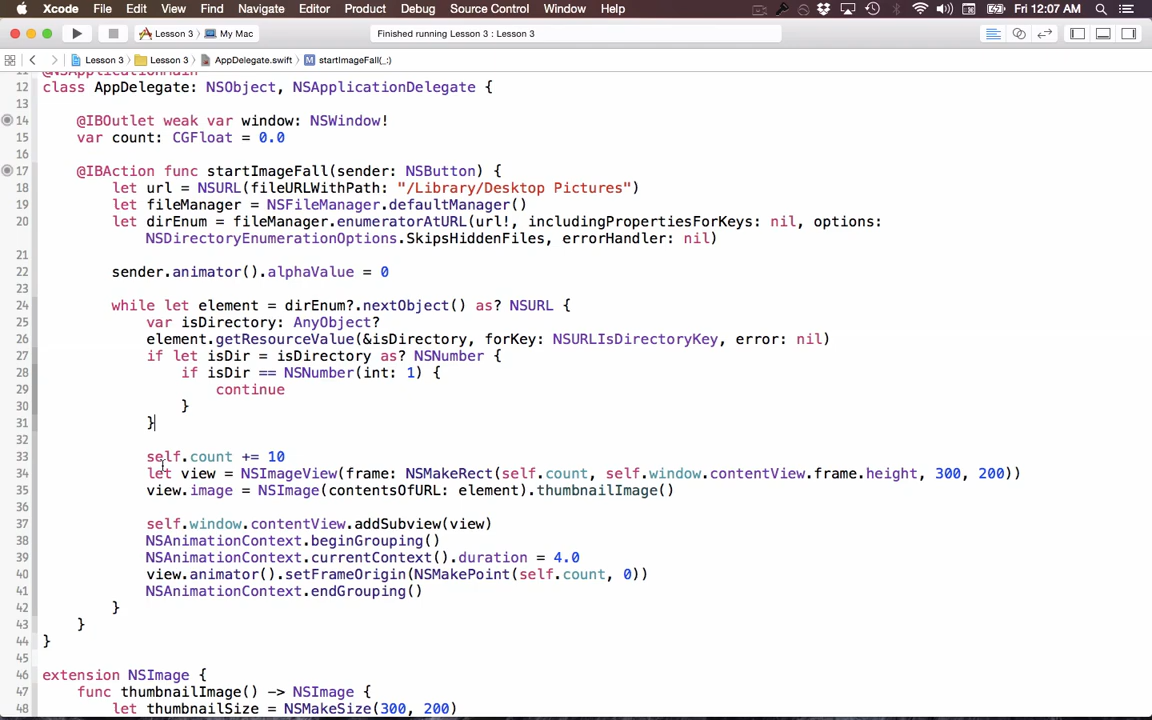 Xcode File Edit View Find Navigate Editor Product Debug Source Control Window Help Fri 12:07 AM
Lesson 3 My Mac Finished running Lesson 3 : Lesson 3
Lesson 3 Lesson 3 AppDelegate.swift M startImageFall(_:)
11 @NSApplicationMain
12 class AppDelegate: NSObject, NSApplicationDelegate {
13
14 @IBOutlet weak var window: NSWindow!
15 var count: CGFloat = 0.0
16
17 @IBAction func startImageFall(sender: NSButton) {
18 let url = NSURL(fileURLWithPath: "/Library/Desktop Pictures")
19 let fileManager = NSFileManager.defaultManager()
20 let dirEnum = fileManager.enumeratorAtURL(url!, includingPropertiesForKeys: nil, options:
NSDirectoryEnumerationOptions.SkipsHiddenFiles, errorHandler: nil)
21
22 sender.animator().alphaValue = 0
23
24 while let element = dirEnum?.nextObject() as? NSURL {
25 var isDirectory: AnyObject?
26 element.getResourceValue(&isDirectory, forKey: NSURLIsDirectoryKey, error: nil)
27 if let isDir = isDirectory as? NSNumber {
28 if isDir == NSNumber(int: 1) {
29 continue
30 }
31 }
32
33 self.count += 10
34 let view = NSImageView(frame: NSMakeRect(self.count, self.window.contentView.frame.height, 300, 200))
35 view.image = NSImage(contentsOfURL: element).thumbnailImage()
36
37 self.window.contentView.addSubview(view)
38 NSAnimationContext.beginGrouping()
39 NSAnimationContext.currentContext().duration = 4.0
40 view.animator().setFrameOrigin(NSMakePoint(self.count, 0))
41 NSAnimationContext.endGrouping()
42 }
43 }
44 }
45
46 extension NSImage {
47 func thumbnailImage() -> NSImage {
48 let thumbnailSize = NSMakeSize(300, 200)